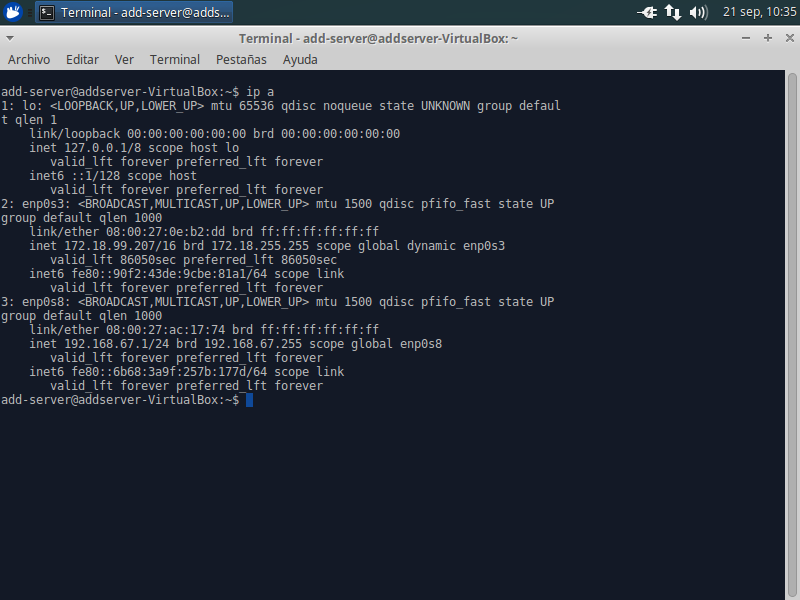 Terminal - add-server@adds...
21 sep, 10:35
Terminal - add-server@addserver-VirtualBox: ~
Archivo Editar Ver Terminal Pestañas Ayuda
add-server@addserver-VirtualBox:~$ ip a
1: lo: <LOOPBACK,UP,LOWER_UP> mtu 65536 qdisc noqueue state UNKNOWN group defaul
t qlen 1
    link/loopback 00:00:00:00:00:00 brd 00:00:00:00:00:00
    inet 127.0.0.1/8 scope host lo
       valid_lft forever preferred_lft forever
    inet6 ::1/128 scope host
       valid_lft forever preferred_lft forever
2: enp0s3: <BROADCAST,MULTICAST,UP,LOWER_UP> mtu 1500 qdisc pfifo_fast state UP
group default qlen 1000
    link/ether 08:00:27:0e:b2:dd brd ff:ff:ff:ff:ff:ff
    inet 172.18.99.207/16 brd 172.18.255.255 scope global dynamic enp0s3
       valid_lft 86050sec preferred_lft 86050sec
    inet6 fe80::90f2:43de:9cbe:81a1/64 scope link
       valid_lft forever preferred_lft forever
3: enp0s8: <BROADCAST,MULTICAST,UP,LOWER_UP> mtu 1500 qdisc pfifo_fast state UP
group default qlen 1000
    link/ether 08:00:27:ac:17:74 brd ff:ff:ff:ff:ff:ff
    inet 192.168.67.1/24 brd 192.168.67.255 scope global enp0s8
       valid_lft forever preferred_lft forever
    inet6 fe80::6b68:3a9f:257b:177d/64 scope link
       valid_lft forever preferred_lft forever
add-server@addserver-VirtualBox:~$